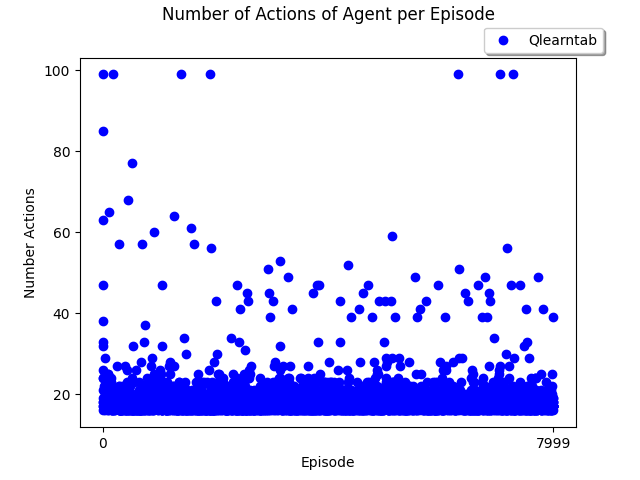 Number of Actions of Agent per Episode
Qlearntab
100
80
60
40
20
Number Actions
0 7999
Episode